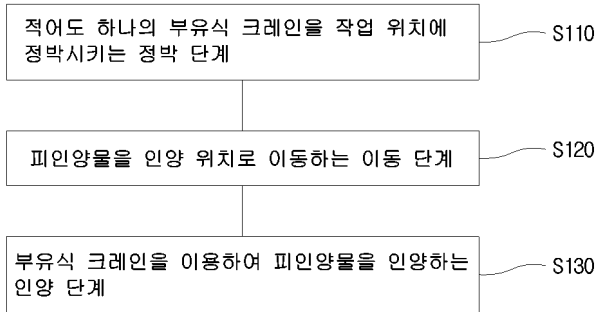 적어도 하나의 부유식 크레인을 작업 위치에
정박시키는 정박 단계
S110
피인양물을 인양 위치로 이동하는 이동 단계
S120
부유식 크레인을 이용하여 피인양물을 인양하는
인양 단계
S130